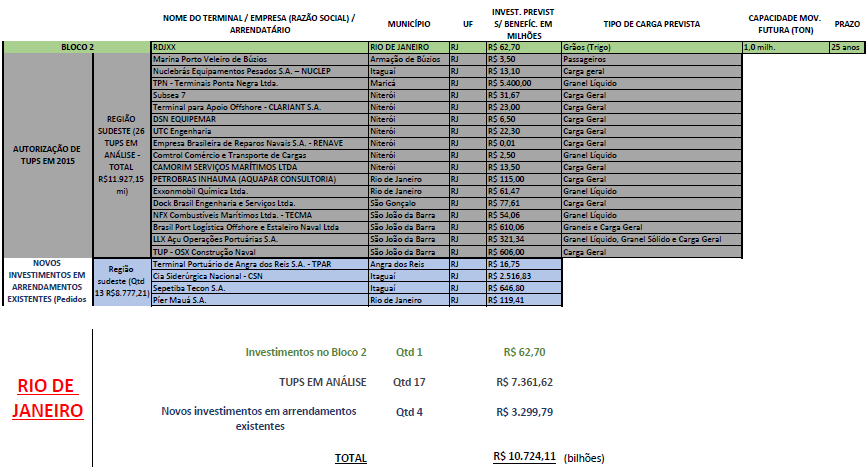 NOME DO TERMINAL / EMPRESA (RAZÃO SOCIAL) / ARRENDATÁRIO MUNICÍPIO UF INVEST. PREVIST S/ BENEFÍC. EM MILHÕES TIPO DE CARGA PREVISTA CAPACIDADE MOV. FUTURA (TON) PRAZO
BLOCO 2 RDJXX RIO DE JANEIRO RJ R$ 62,70 Grãos (Trigo) 1,0 milh. 25 anos
AUTORIZAÇÃO DE TUPS EM 2015
REGIÃO SUDESTE (26 TUPS EM ANÁLISE - TOTAL R$11.927,15 mi)
Marina Porto Veleiro de Búzios Armação de Búzios RJ R$ 3,50 Passageiros
Nuclebrás Equipamentos Pesados S.A. – NUCLEP Itaguí RJ R$ 13,10 Carga geral
TPN - Terminais Ponta Negra Ltda. Maricá RJ R$ 5.400,00 Granel Líquido
Subsea 7 Niterói RJ R$ 31,67 Carga Geral
Terminal para Apoio Offshore - CLARIANT S.A. Niterói RJ R$ 23,00 Carga Geral
DSN EQUIPEMAR Niterói RJ R$ 6,50 Carga Geral
UTC Engenharia Niterói RJ R$ 22,30 Carga Geral
Empresa Brasileira de Reparos Navais S.A. - RENAVE Niterói RJ R$ 0,01 Carga Geral
Comtrol Comércio e Transporte de Cargas Niterói RJ R$ 2,50 Granel Líquido
CAMORIM SERVIÇOS MARÍTIMOS LTDA Niterói RJ R$ 13,50 Carga Geral
PETROBRAS INHAUMA (AQUAPAR CONSULTORIA) Rio de Janeiro RJ R$ 115,00 Carga Geral
Exxonmobil Química Ltda. Rio de Janeiro RJ R$ 61,47 Granel Líquido
Dock Brasil Engenharia e Serviços Ltda. São Gonçalo RJ R$ 77,61 Carga Geral
NFX Combustíveis Marítimos Ltda. - TECMA São João da Barra RJ R$ 54,06 Granel Líquido
Brasil Port Logística Offshore e Estaleiro Naval Ltda São João da Barra RJ R$ 610,06 Graneis e Carga Geral
LLX Açu Operações Portuárias S.A. São João da Barra RJ R$ 321,34 Granel Líquido, Granel Sólido e Carga Geral
TUP - OSX Construção Naval São João da Barra RJ R$ 606,00 Carga Geral
NOVOS INVESTIMENTOS EM ARRENDAMENTOS EXISTENTES (Pedidos
Região sudeste (Qtd 13 R$8.777,21)
Terminal Portuário de Angra dos Reis S.A. - TPAR Angra dos Reis RJ R$ 16,75
Cia Siderúrgica Nacional - CSN Itaguí RJ R$ 2.516,83
Sepetiba Tecon S.A. Itaguí RJ R$ 646,80
Píer Mauá S.A. Rio de Janeiro RJ R$ 119,41
RIO DE JANEIRO
Investimentos no Bloco 2 Qtd 1 R$ 62,70
TUPS EM ANÁLISE Qtd 17 R$ 7.361,62
Novos investimentos em arrendamentos existentes Qtd 4 R$ 3.299,79
TOTAL R$ 10.724,11 (bilhões)